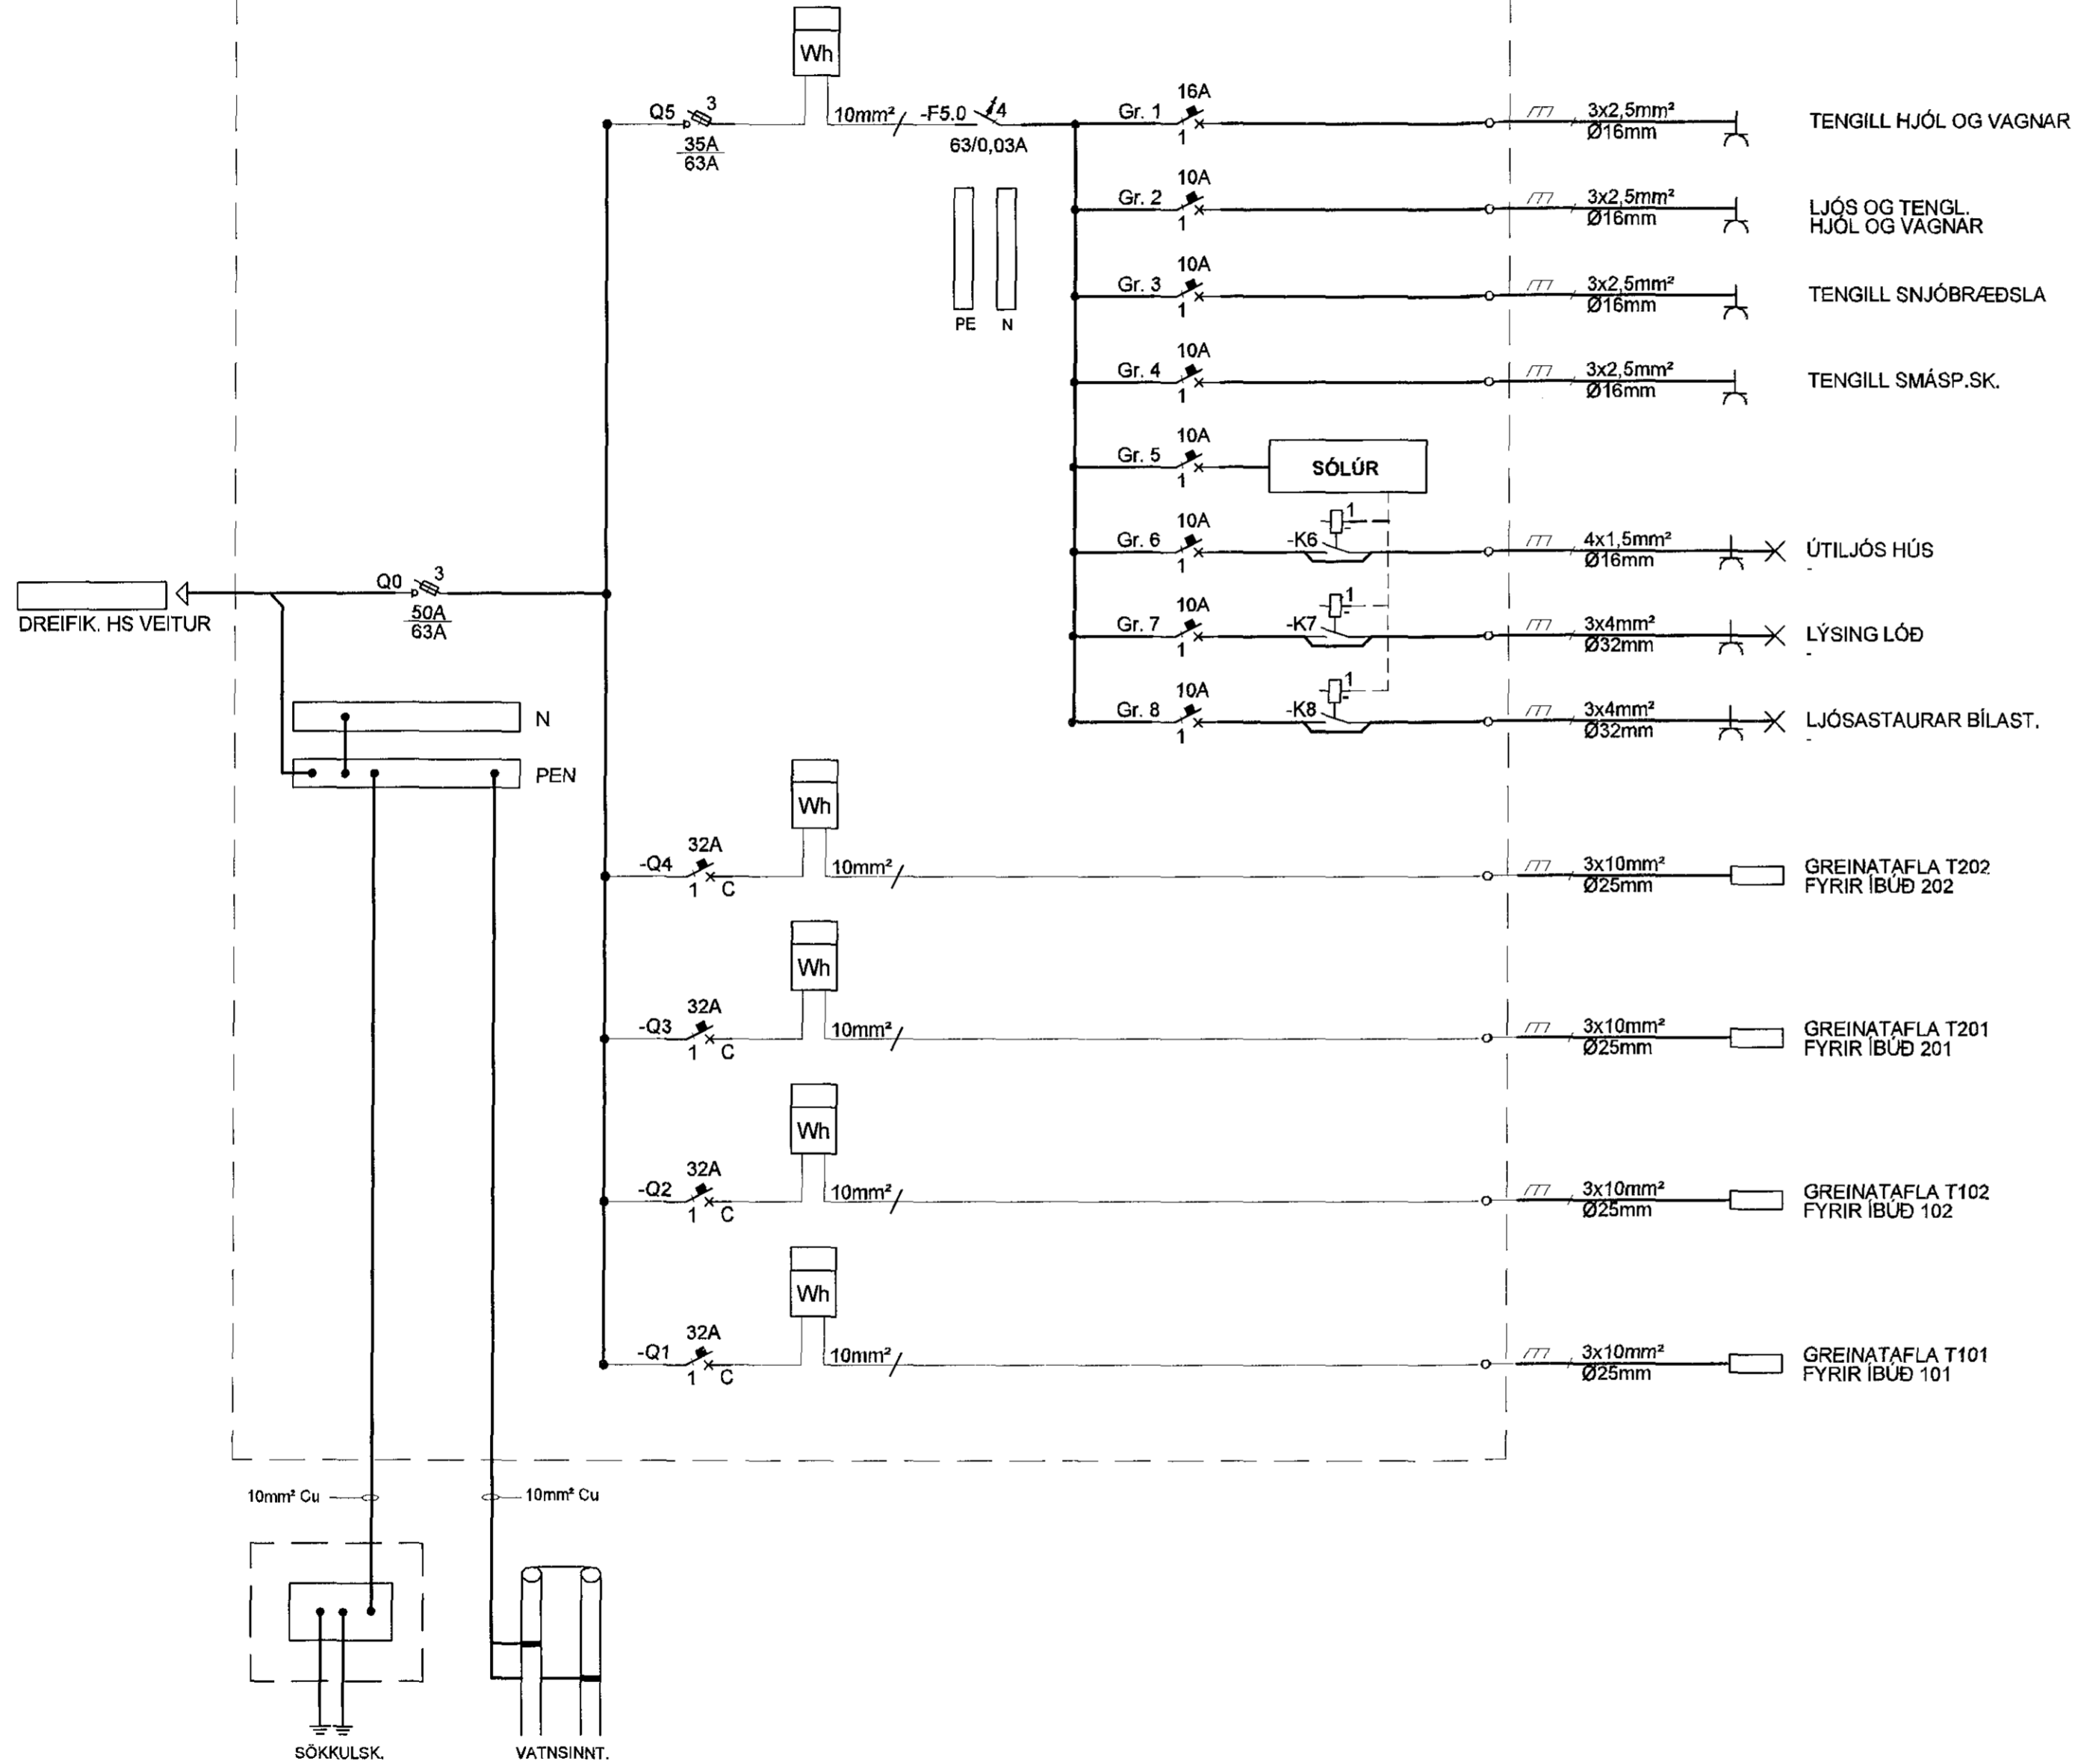 Wh
Q5 3
35A
63A
10mm²
-F5.0 4
63/0,03A
PE N
Gr. 1 16A 1
3x2,5mm²
Ø16mm
TENGILL HJÓL OG VAGNAR
Gr. 2 10A 1
3x2,5mm²
Ø16mm
LJÓS OG TENGL.
HJÓL OG VAGNAR
Gr. 3 10A 1
3x2,5mm²
Ø16mm
TENGILL SNJÓBRÆÐSLA
Gr. 4 10A 1
3x2,5mm²
Ø16mm
TENGILL SMÁSP.SK.
Gr. 5 10A 1
SÓLÚR
Gr. 6 10A 1
-K6 1
4x1,5mm²
Ø16mm
ÚTILJÓS HÚS
-
Gr. 7 10A 1
-K7 1
3x4mm²
Ø32mm
LÝSING LÓÐ
-
Gr. 8 10A 1
-K8 1
3x4mm²
Ø32mm
LJÓSASTAURAR BÍLAST.
-
DREIFIK. HS VEITUR
Q0 3
50A
63A
N
PEN
Wh
-Q4 32A 1 C
10mm²
3x10mm²
Ø25mm
GREINATAFLA T202
FYRIR ÍBÚÐ 202
Wh
-Q3 32A 1 C
10mm²
3x10mm²
Ø25mm
GREINATAFLA T201
FYRIR ÍBÚÐ 201
Wh
-Q2 32A 1 C
10mm²
3x10mm²
Ø25mm
GREINATAFLA T102
FYRIR ÍBÚÐ 102
Wh
-Q1 32A 1 C
10mm²
3x10mm²
Ø25mm
GREINATAFLA T101
FYRIR ÍBÚÐ 101
10mm² Cu
10mm² Cu
SÖKKULSK.
VATNSINNT.